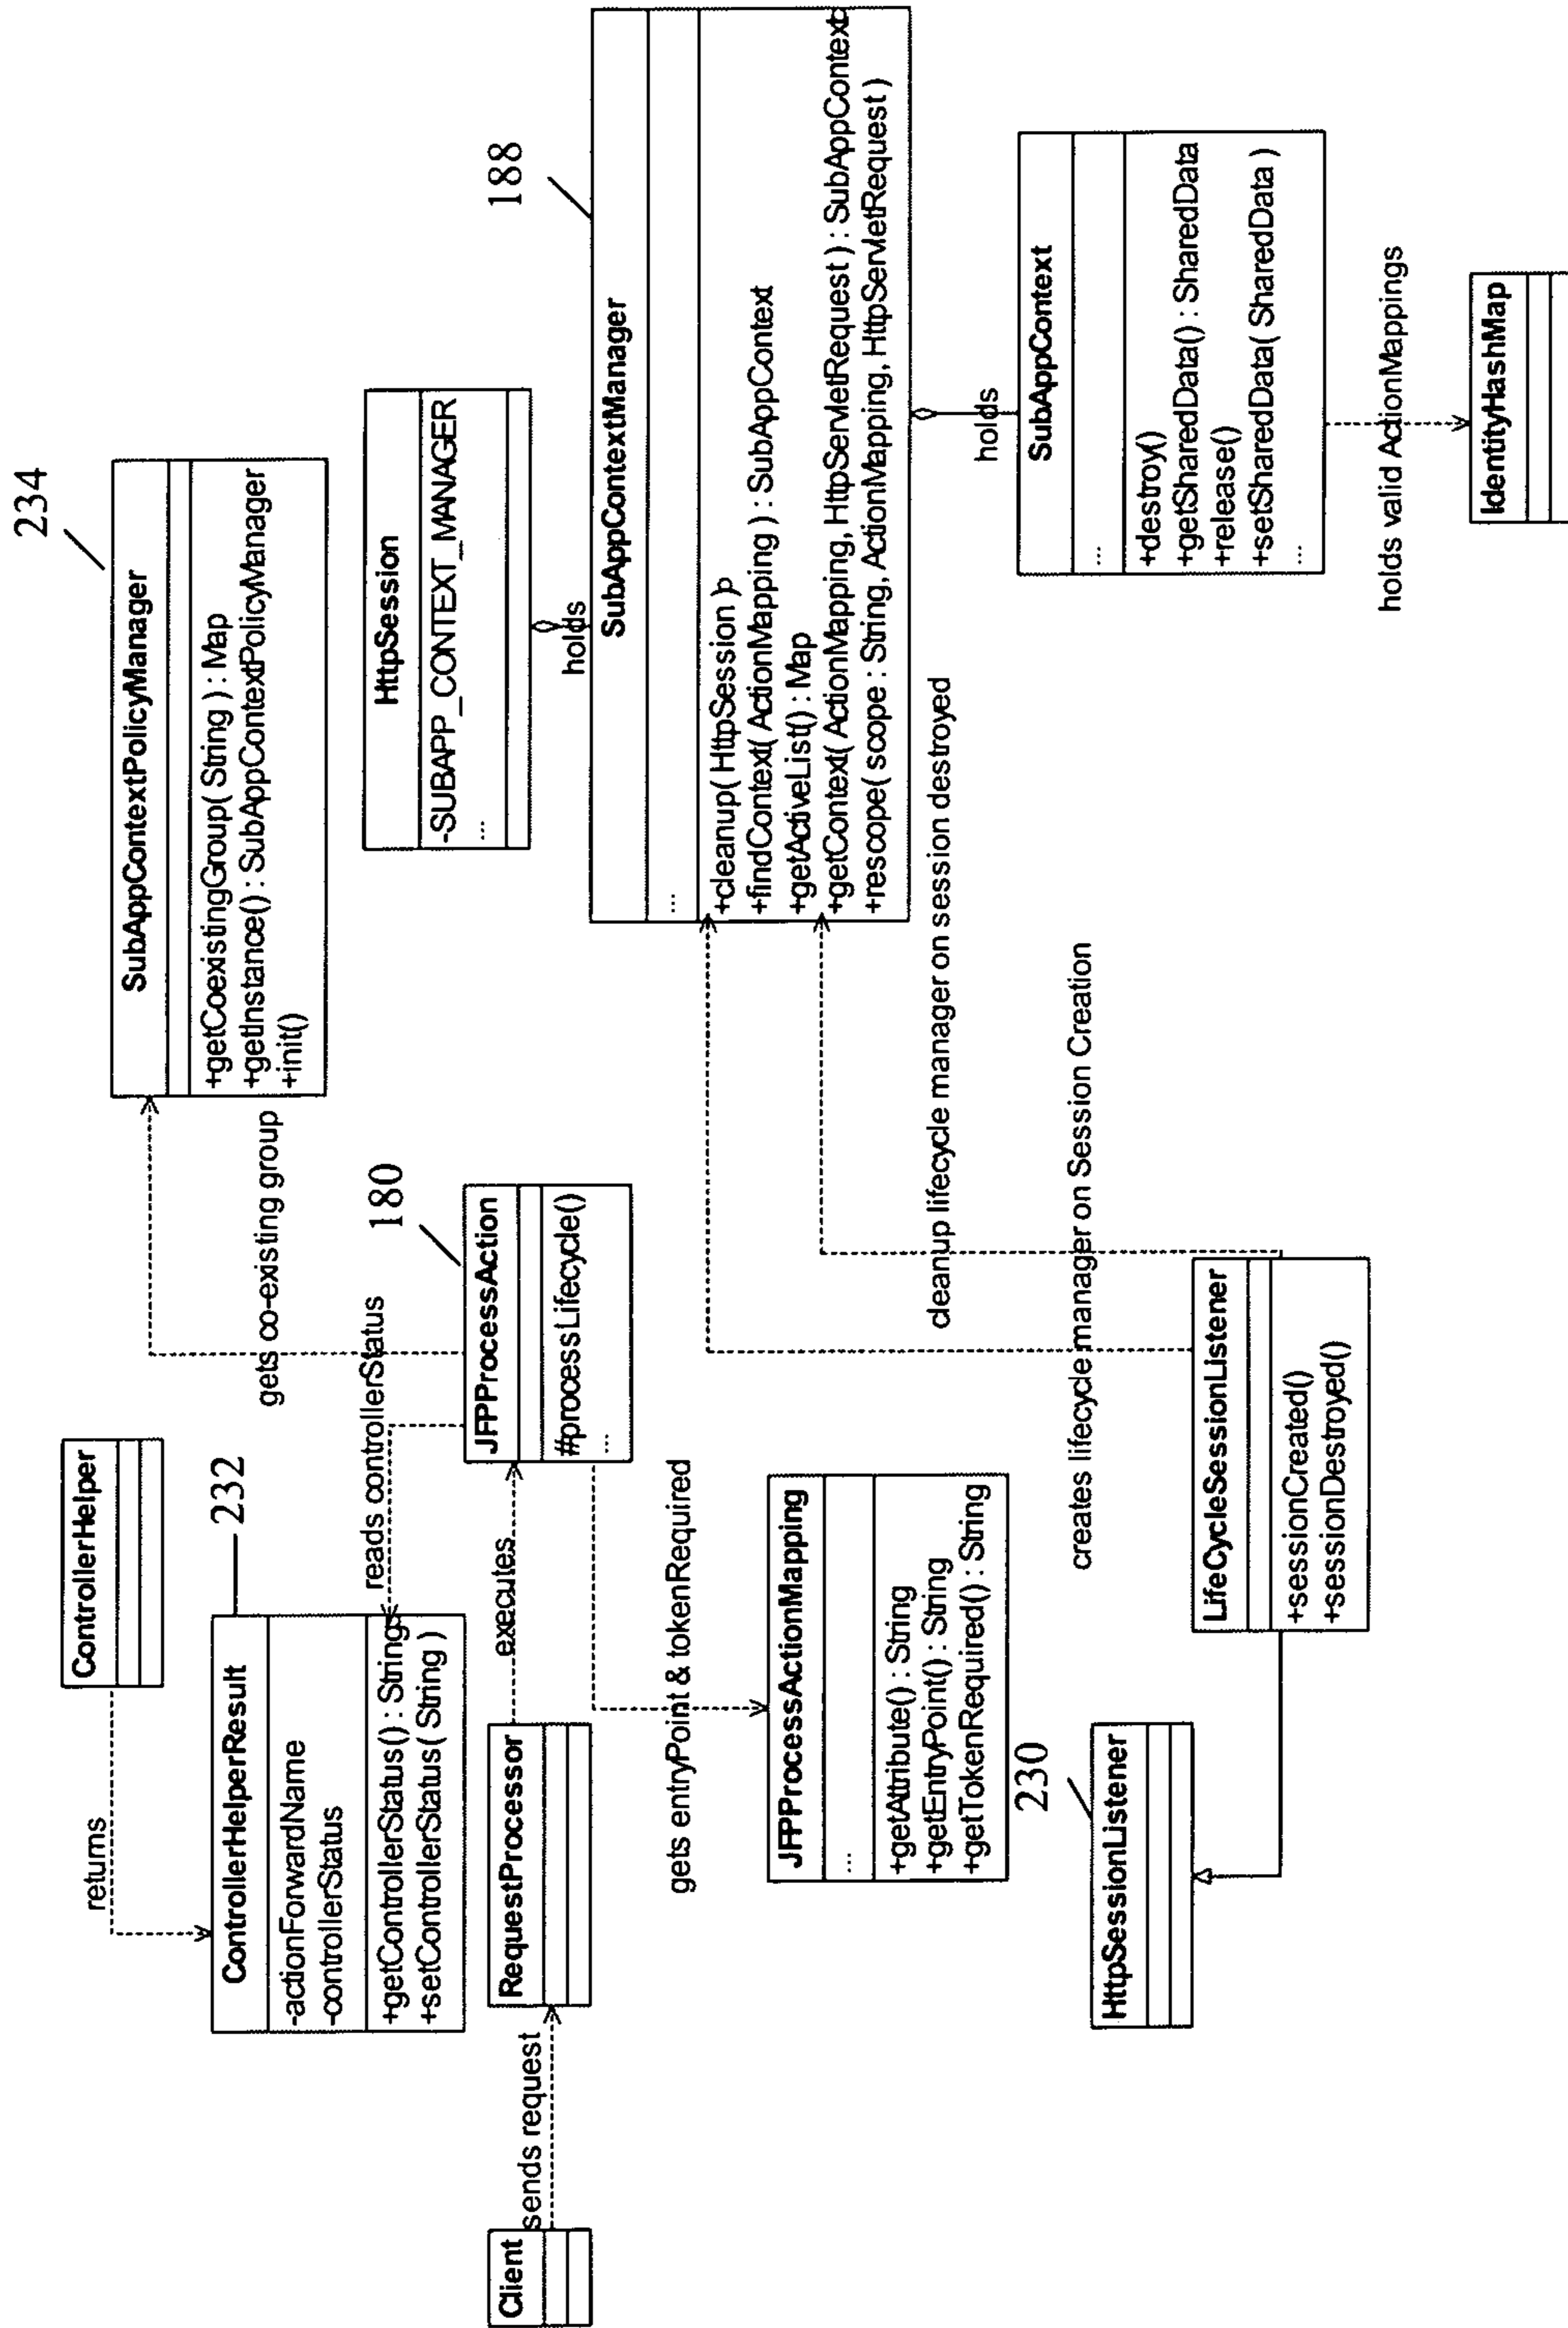 234
SubAppContextPolicyManager
+getCoexistingGroup( String ) : Map
+getInstance() : SubAppContextPolicyManager
+init()
gets co-existing group
ControllerHelper
returns
232
ControllerHelperResult
-actionForwardName
-controllerStatus
+getControllerStatus() : String
+setControllerStatus( String )
reads controllerStatus
180
JFPProcessAction
#processLifecycle()
...
HttpSession
-SUBAPP_CONTEXT_MANAGER
...
holds
188
SubAppContextManager
...
+cleanup( HttpSession )
+findContext( ActionMapping ) : SubAppContext
+getActiveList() : Map
+getContext( ActionMapping, HttpServletRequest ) : SubAppContext
+rescope( scope : String, ActionMapping, HttpServletRequest )
Client
sends request
RequestProcessor
executes
gets entryPoint & tokenRequired
JFPProcessActionMapping
...
+getAttribute() : String
+getEntryPoint() : String
+getTokenRequired() : String
cleanup lifecycle manager on session destroyed
creates lifecycle manager on Session Creation
holds
SubAppContext
...
+destroy()
+getSharedData() : SharedData
+release()
+setSharedData( SharedData )
...
230
HttpSessionListener
LifeCycleSessionListener
+sessionCreated()
+sessionDestroyed()
holds valid ActionMappings
IdentityHashMap